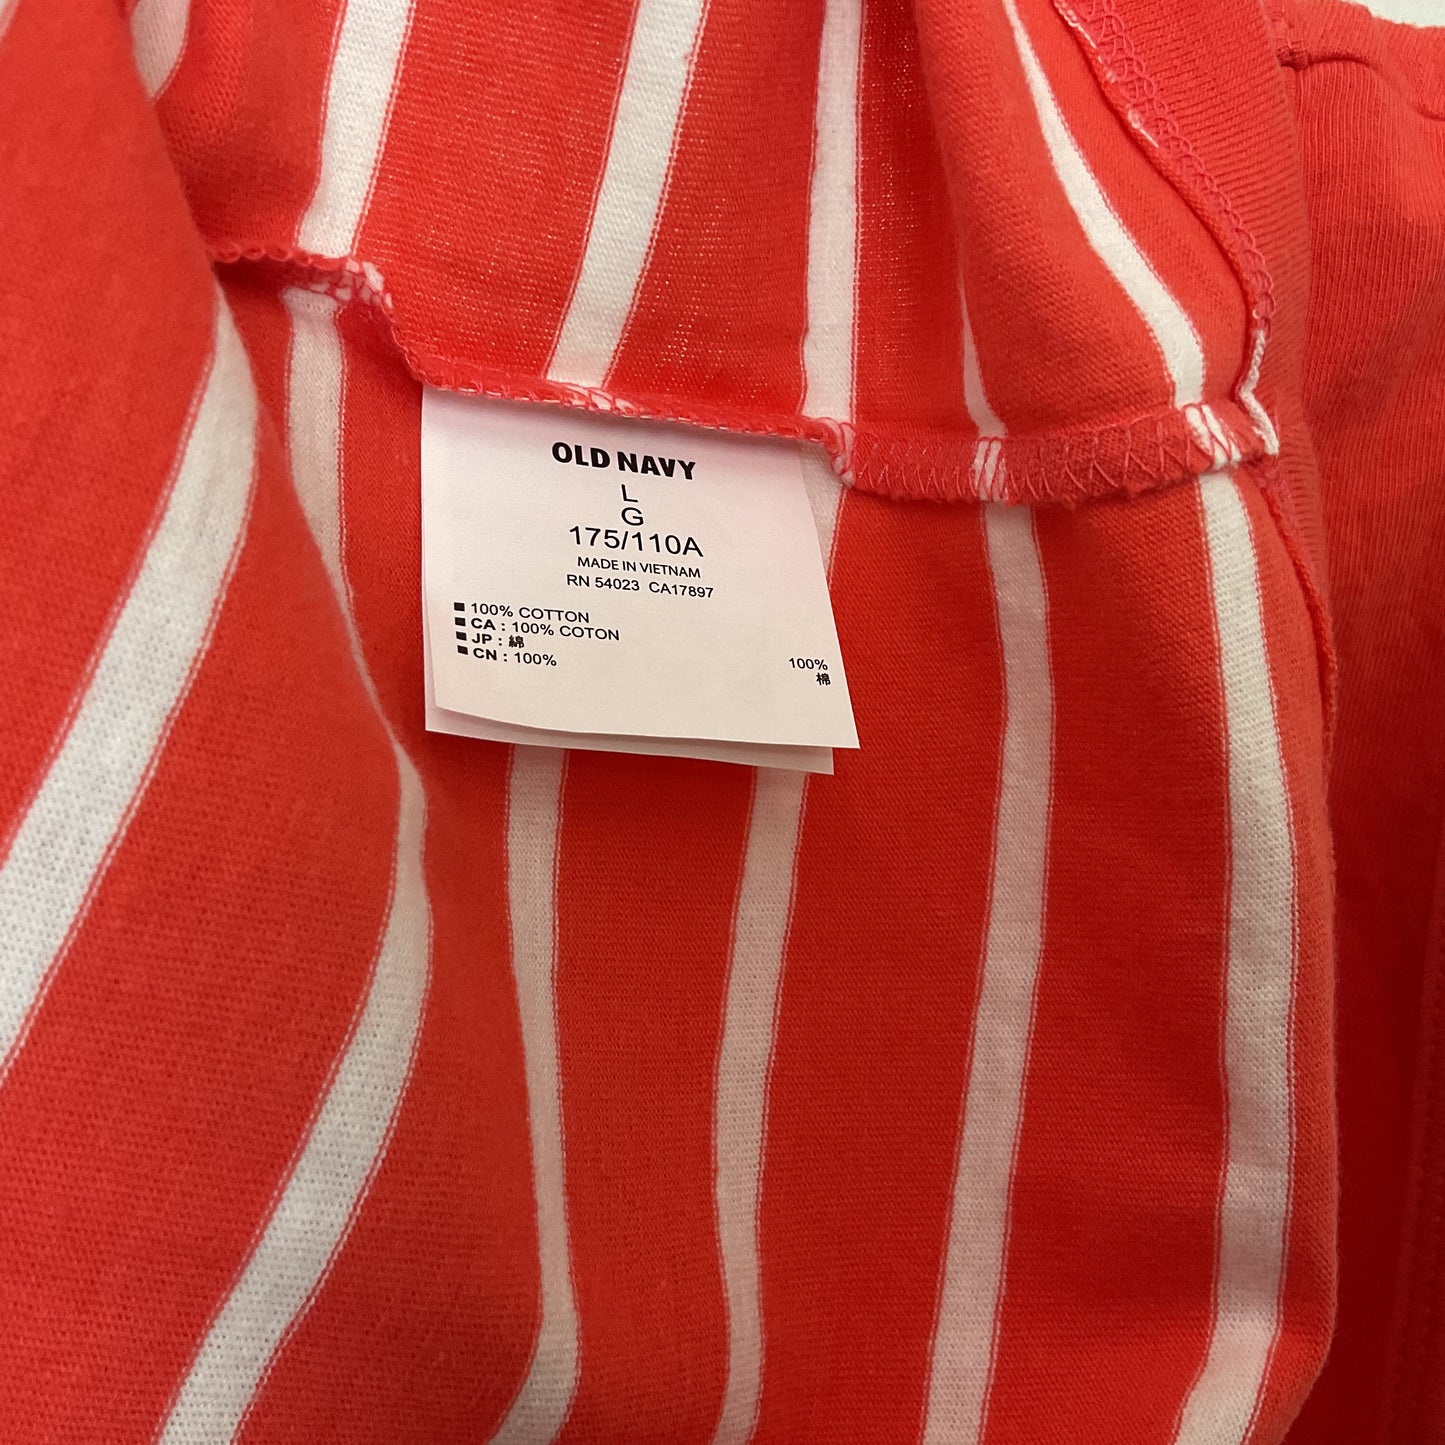 OLD NAVY
L
G
175/110A
MADE IN VIETNAM
RN 54023 CA17897
■ 100% COTTON
■ CA : 100% COTON
■ JP : 綿
■ CN : 100%
100%
棉